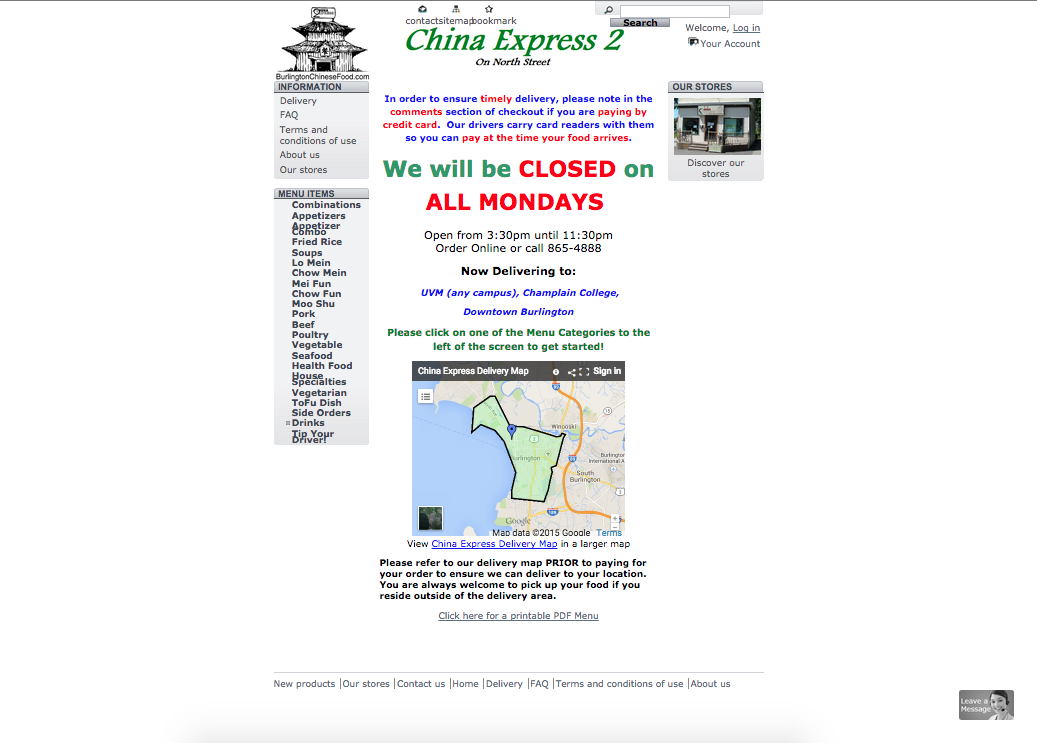 contact sitemap bookmark
Search
Welcome, Log in
Your Account
China Express 2
On North Street
BurlingtonChineseFood.com
INFORMATION
Delivery
FAQ
Terms and
conditions of use
About us
Our stores
MENU ITEMS
Combinations
Appetizers
Appetizer
Combo
Fried Rice
Soups
Lo Mein
Chow Mein
Mei Fun
Chow Fun
Moo Shu
Pork
Beef
Poultry
Vegetable
Seafood
Health Food
House
Specialties
Vegetarian
ToFu Dish
Side Orders
Drinks
Tip Your
Driver!
In order to ensure timely delivery, please note in the
comments section of checkout if you are paying by
credit card. Our drivers carry card readers with them
so you can pay at the time your food arrives.
We will be CLOSED on
ALL MONDAYS
Open from 3:30pm until 11:30pm
Order Online or call 865-4888
Now Delivering to:
UVM (any campus), Champlain College,
Downtown Burlington
Please click on one of the Menu Categories to the
left of the screen to get started!
China Express Delivery Map Sign in
Winooski
Burlington
Burlington
International A
South
Burlington
Google
Map data ©2015 Google Terms
View China Express Delivery Map in a larger map
Please refer to our delivery map PRIOR to paying for
your order to ensure we can deliver to your location.
You are always welcome to pick up your food if you
reside outside of the delivery area.
Click here for a printable PDF Menu
OUR STORES
Discover our
stores
New products | Our stores | Contact us | Home | Delivery | FAQ | Terms and conditions of use | About us
Leave a
Message